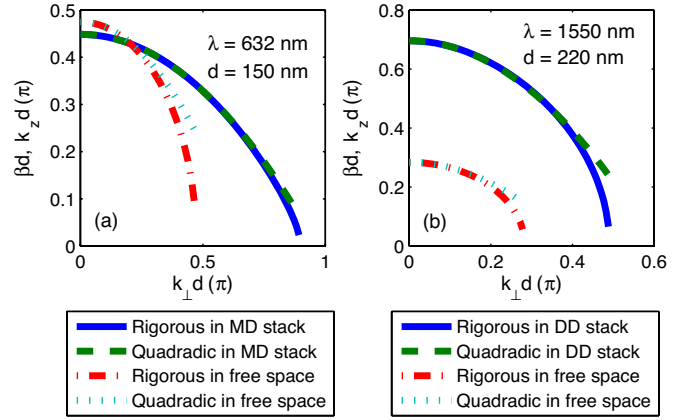 0.5
0.4
0.3
0.2
0.1
0
βd, k_z d (π)
λ = 632 nm
d = 150 nm
(a)
0
0.5
1
k_⊥ d (π)
Rigorous in MD stack
Quadradic in MD stack
Rigorous in free space
Quadradic in free space
0.8
0.6
0.4
0.2
0
βd, k_z d (π)
λ = 1550 nm
d = 220 nm
(b)
0
0.2
0.4
0.6
k_⊥ d (π)
Rigorous in DD stack
Quadradic in DD stack
Rigorous in free space
Quadradic in free space